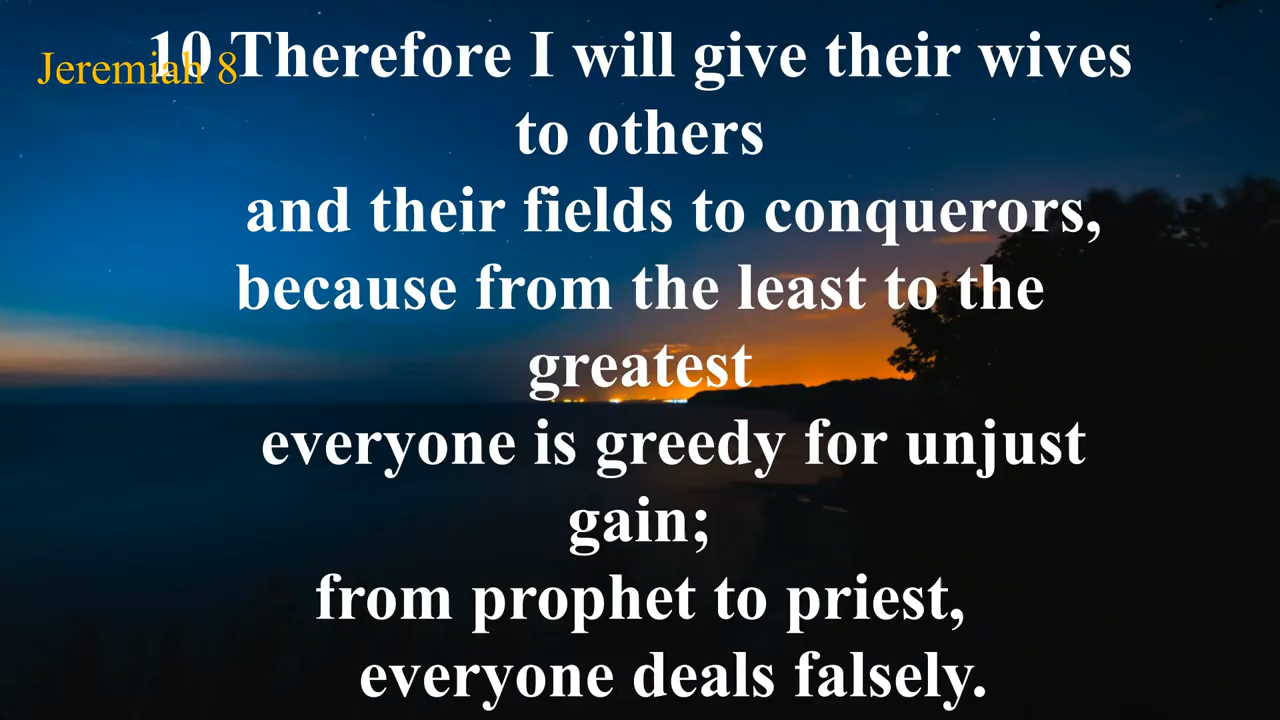 Jeremiah 8
10 Therefore I will give their wives
to others
and their fields to conquerors,
because from the least to the
greatest
everyone is greedy for unjust
gain;
from prophet to priest,
everyone deals falsely.